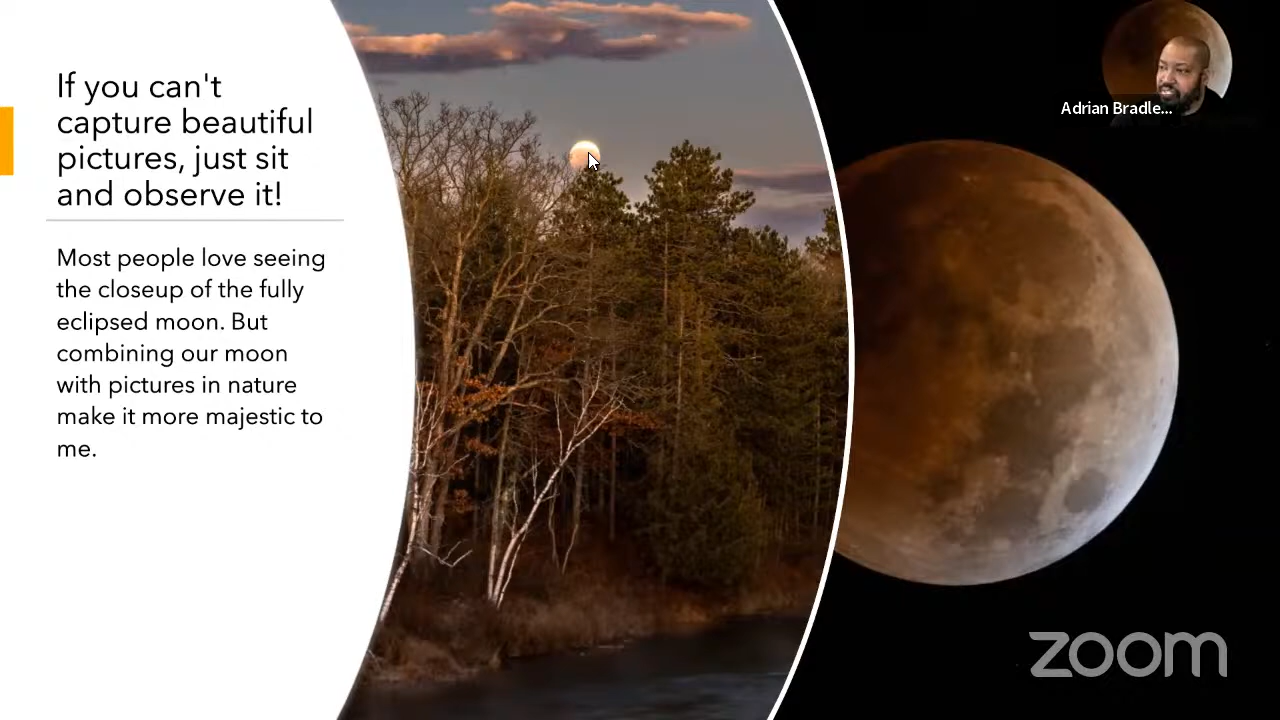 If you can't
capture beautiful
pictures, just sit
and observe it!
Most people love seeing
the closeup of the fully
eclipsed moon. But
combining our moon
with pictures in nature
make it more majestic to
me.
Adrian Bradle...
zoom